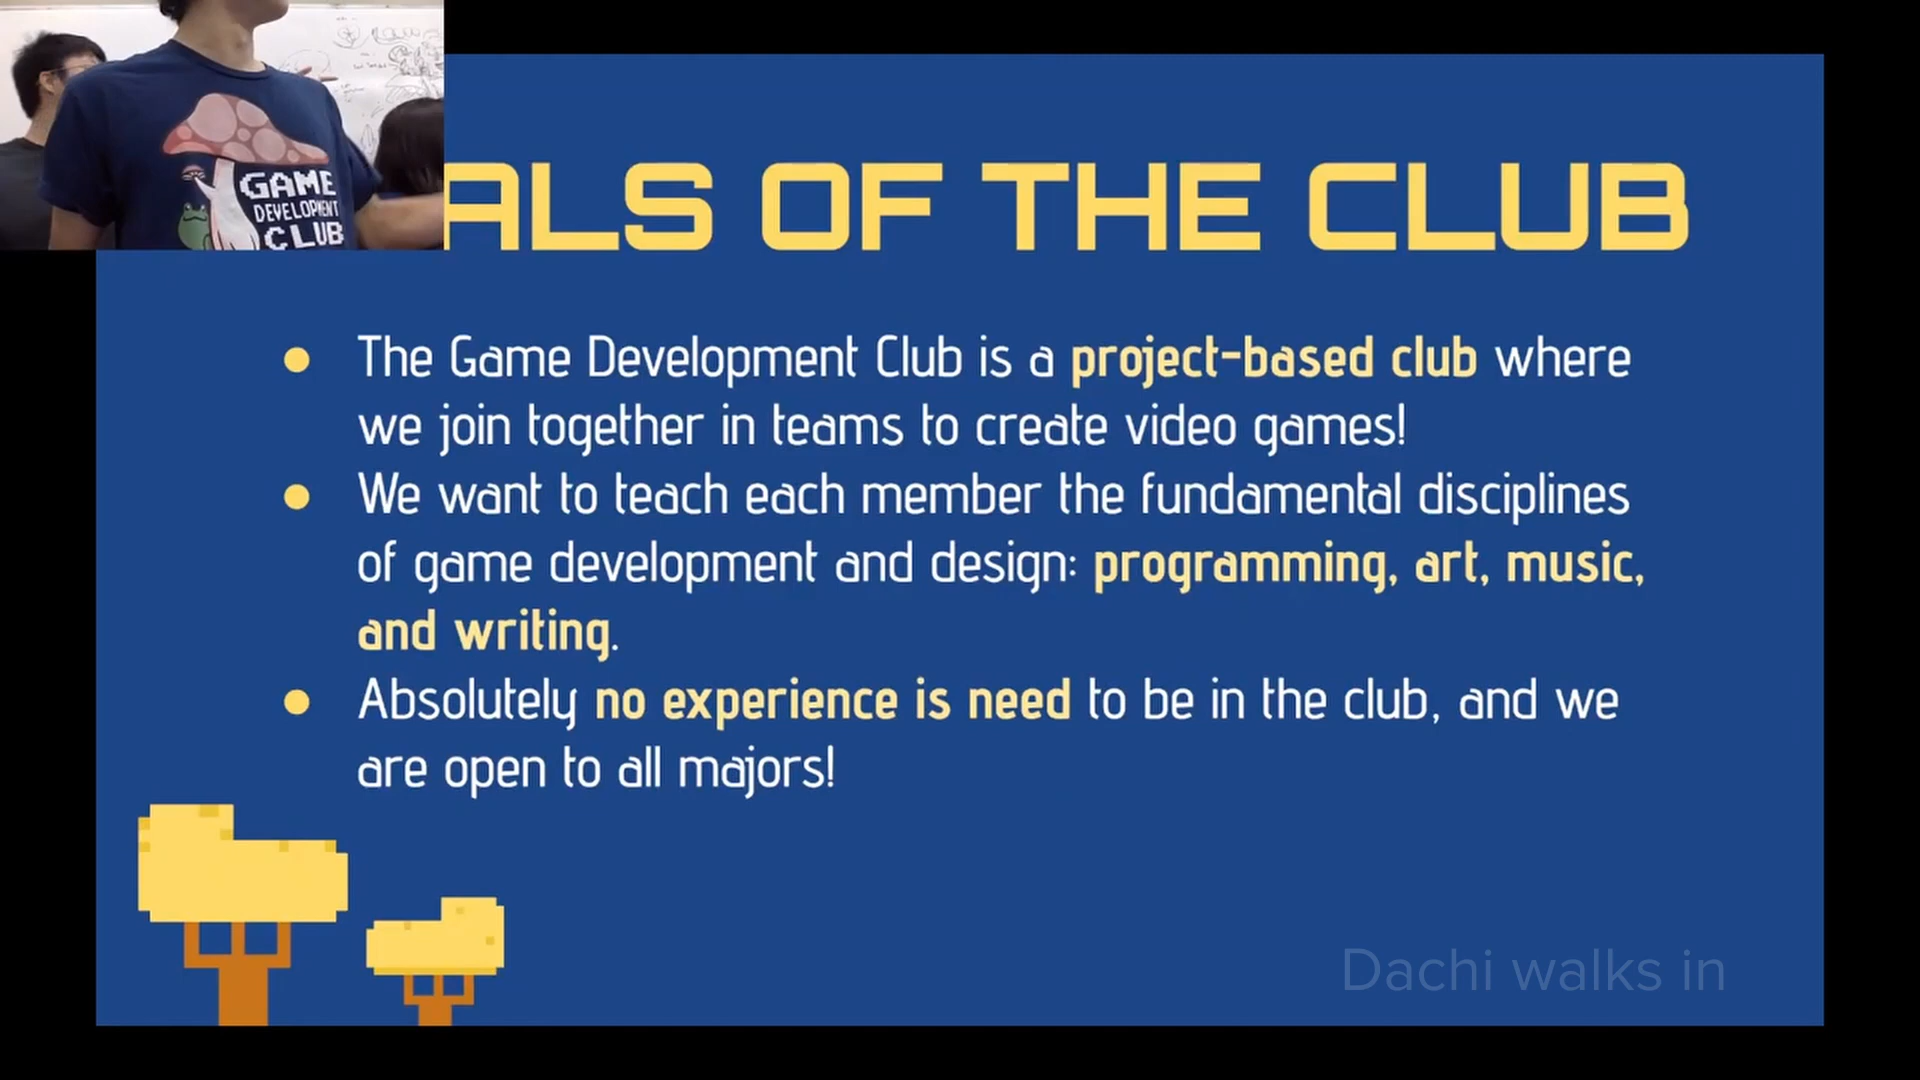 GAME
DEVELOPMENT
CLUB
ALS OF THE CLUB
● The Game Development Club is a project-based club where
we join together in teams to create video games!
● We want to teach each member the fundamental disciplines
of game development and design: programming, art, music,
and writing.
● Absolutely no experience is need to be in the club, and we
are open to all majors!
Dachi walks in